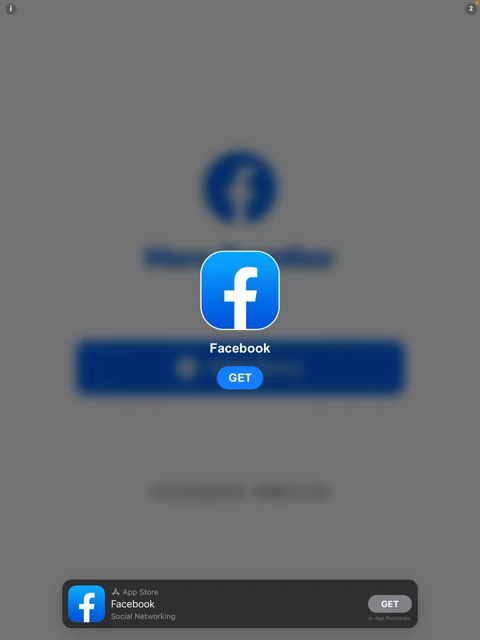 i
2
Facebook
GET
App Store
Facebook
Social Networking
GET
In-App Purchases